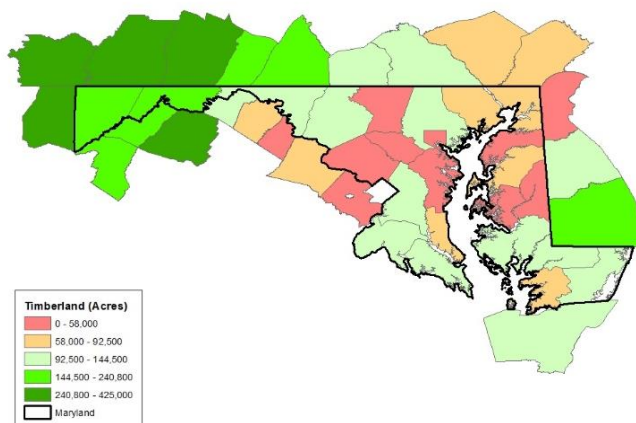 Timberland (Acres)
0 - 58,000
58,000 - 92,500
92,500 - 144,500
144,500 - 240,800
240,800 - 425,000
Maryland